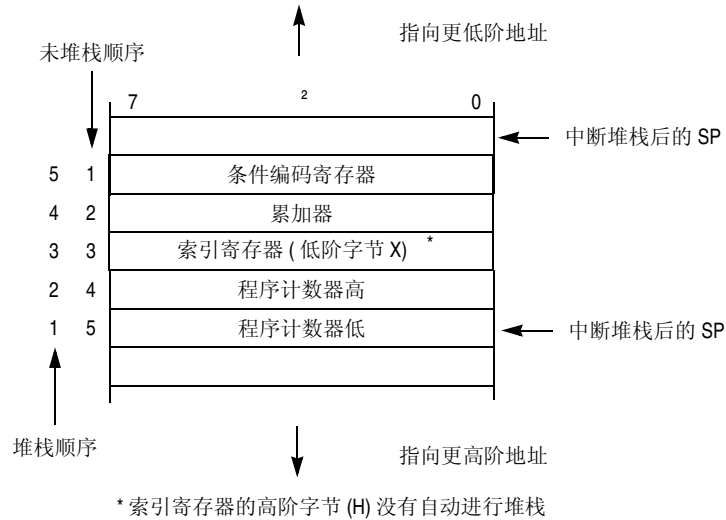 指向更低阶地址
未堆栈顺序
7 ² 0
中断堆栈后的 SP
5 1 条件编码寄存器
4 2 累加器
3 3 索引寄存器 ( 低阶字节 X) *
2 4 程序计数器高
1 5 程序计数器低
中断堆栈后的 SP
堆栈顺序
指向更高阶地址
* 索引寄存器的高阶字节 (H) 没有自动进行堆栈